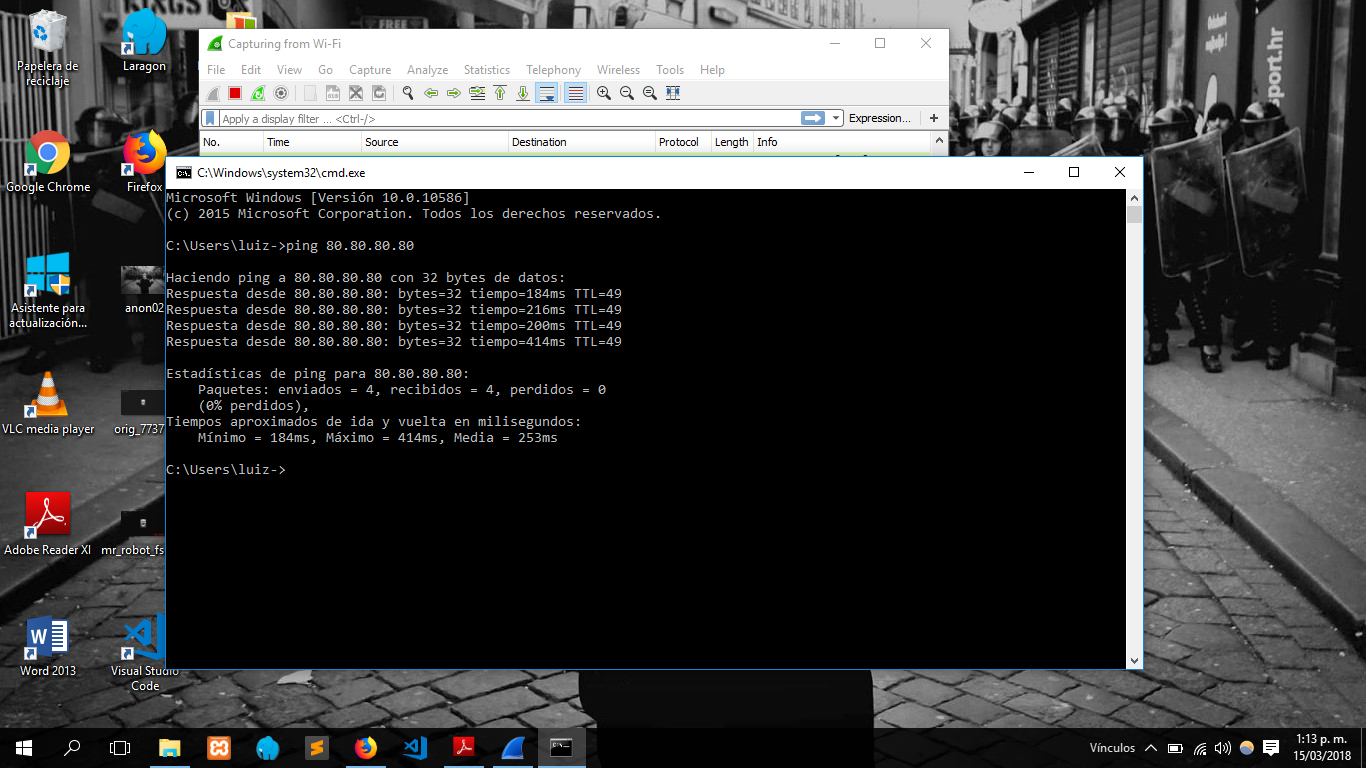 Papelera de
reciclaje
Laragon
Google Chrome
Firefox
Asistente para
actualización...
anon02
VLC media player
orig_7737
Adobe Reader XI
mr_robot_fs
Word 2013
Visual Studio
Code
FREE
sport.hr
Capturing from Wi-Fi
File Edit View Go Capture Analyze Statistics Telephony Wireless Tools Help
Apply a display filter ... <Ctrl-/>
Expression...
No. Time Source Destination Protocol Length Info
C:\Windows\system32\cmd.exe
Microsoft Windows [Versión 10.0.10586]
(c) 2015 Microsoft Corporation. Todos los derechos reservados.
C:\Users\luiz->ping 80.80.80.80
Haciendo ping a 80.80.80.80 con 32 bytes de datos:
Respuesta desde 80.80.80.80: bytes=32 tiempo=184ms TTL=49
Respuesta desde 80.80.80.80: bytes=32 tiempo=216ms TTL=49
Respuesta desde 80.80.80.80: bytes=32 tiempo=200ms TTL=49
Respuesta desde 80.80.80.80: bytes=32 tiempo=414ms TTL=49
Estadísticas de ping para 80.80.80.80:
Paquetes: enviados = 4, recibidos = 4, perdidos = 0
(0% perdidos),
Tiempos aproximados de ida y vuelta en milisegundos:
Mínimo = 184ms, Máximo = 414ms, Media = 253ms
C:\Users\luiz->
Vínculos
1:13 p. m.
15/03/2018